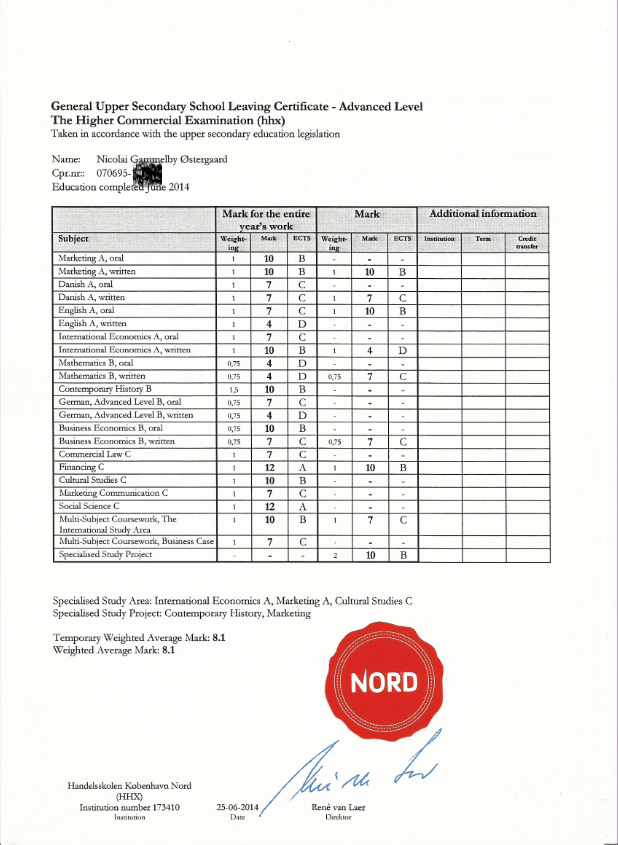 General Upper Secondary School Leaving Certificate - Advanced Level
The Higher Commercial Examination (hhx)
Taken in accordance with the upper secondary education legislation
Name: Nicolai Gammelby Østergaard
Cpr.nr.: 070695-
Education completed June 2014
Mark for the entire year's work Mark Additional information
Subject Weighting Mark ECTS Weighting Mark ECTS Institution Term Credit transfer
Marketing A, oral 1 10 B - - -
Marketing A, written 1 10 B 1 10 B
Danish A, oral 1 7 C - - -
Danish A, written 1 7 C 1 7 C
English A, oral 1 7 C 1 10 B
English A, written 1 4 D - - -
International Economics A, oral 1 7 C - - -
International Economics A, written 1 10 B 1 4 D
Mathematics B, oral 0,75 4 D - - -
Mathematics B, written 0,75 4 D 0,75 7 C
Contemporary History B 1,5 10 B - - -
German, Advanced Level B, oral 0,75 7 C - - -
German, Advanced Level B, written 0,75 4 D - - -
Business Economics B, oral 0,75 10 B - - -
Business Economics B, written 0,75 7 C 0,75 7 C
Commercial Law C 1 7 C - - -
Financing C 1 12 A 1 10 B
Cultural Studies C 1 10 B - - -
Marketing Communication C 1 7 C - - -
Social Science C 1 12 A - - -
Multi-Subject Coursework, The International Study Area 1 10 B 1 7 C
Multi-Subject Coursework, Business Case 1 7 C - - -
Specialised Study Project - - - 2 10 B
Specialised Study Area: International Economics A, Marketing A, Cultural Studies C
Specialised Study Project: Contemporary History, Marketing
Temporary Weighted Average Mark: 8.1
Weighted Average Mark: 8.1
NORD
Handelsskolen København Nord
(HHX)
Institution number 173410 25-06-2014 René van Laer
Institution Date Direktor